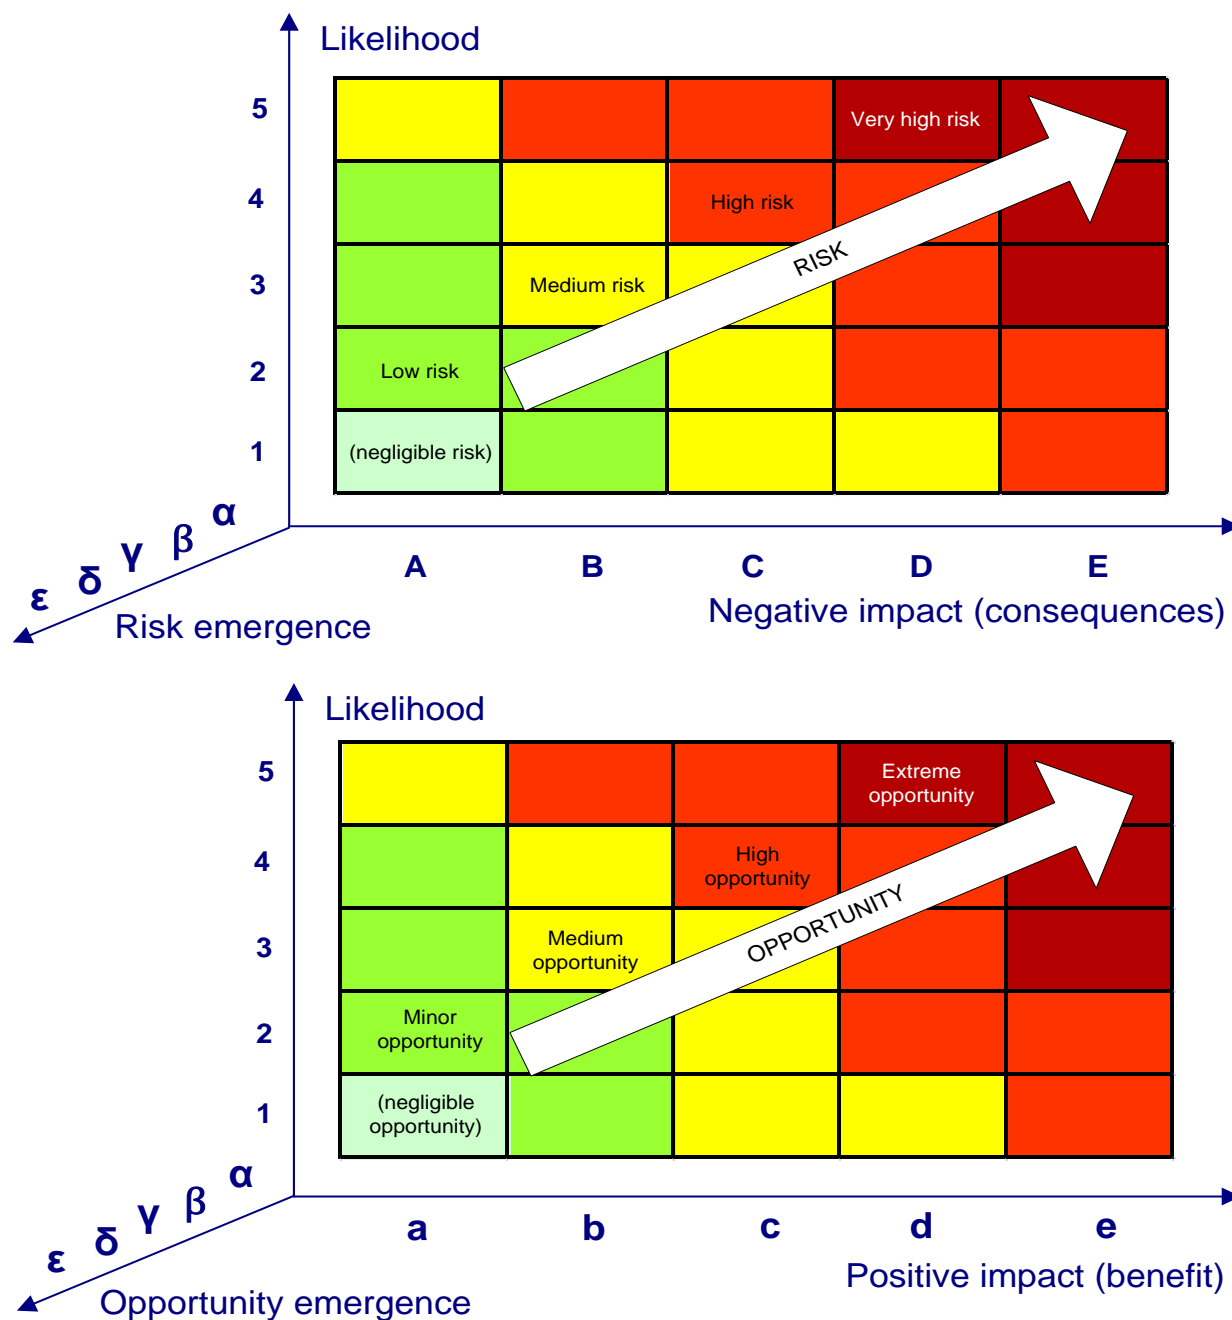 Likelihood
5
Very high risk
4
High risk
RISK
3
Medium risk
2
Low risk
1
(negligible risk)
α
β
γ
δ
ε
A B C D E
Risk emergence
Negative impact (consequences)
Likelihood
5
Extreme
opportunity
4
High
opportunity
OPPORTUNITY
3
Medium
opportunity
2
Minor
opportunity
1
(negligible
opportunity)
α
β
γ
δ
ε
a b c d e
Positive impact (benefit)
Opportunity emergence